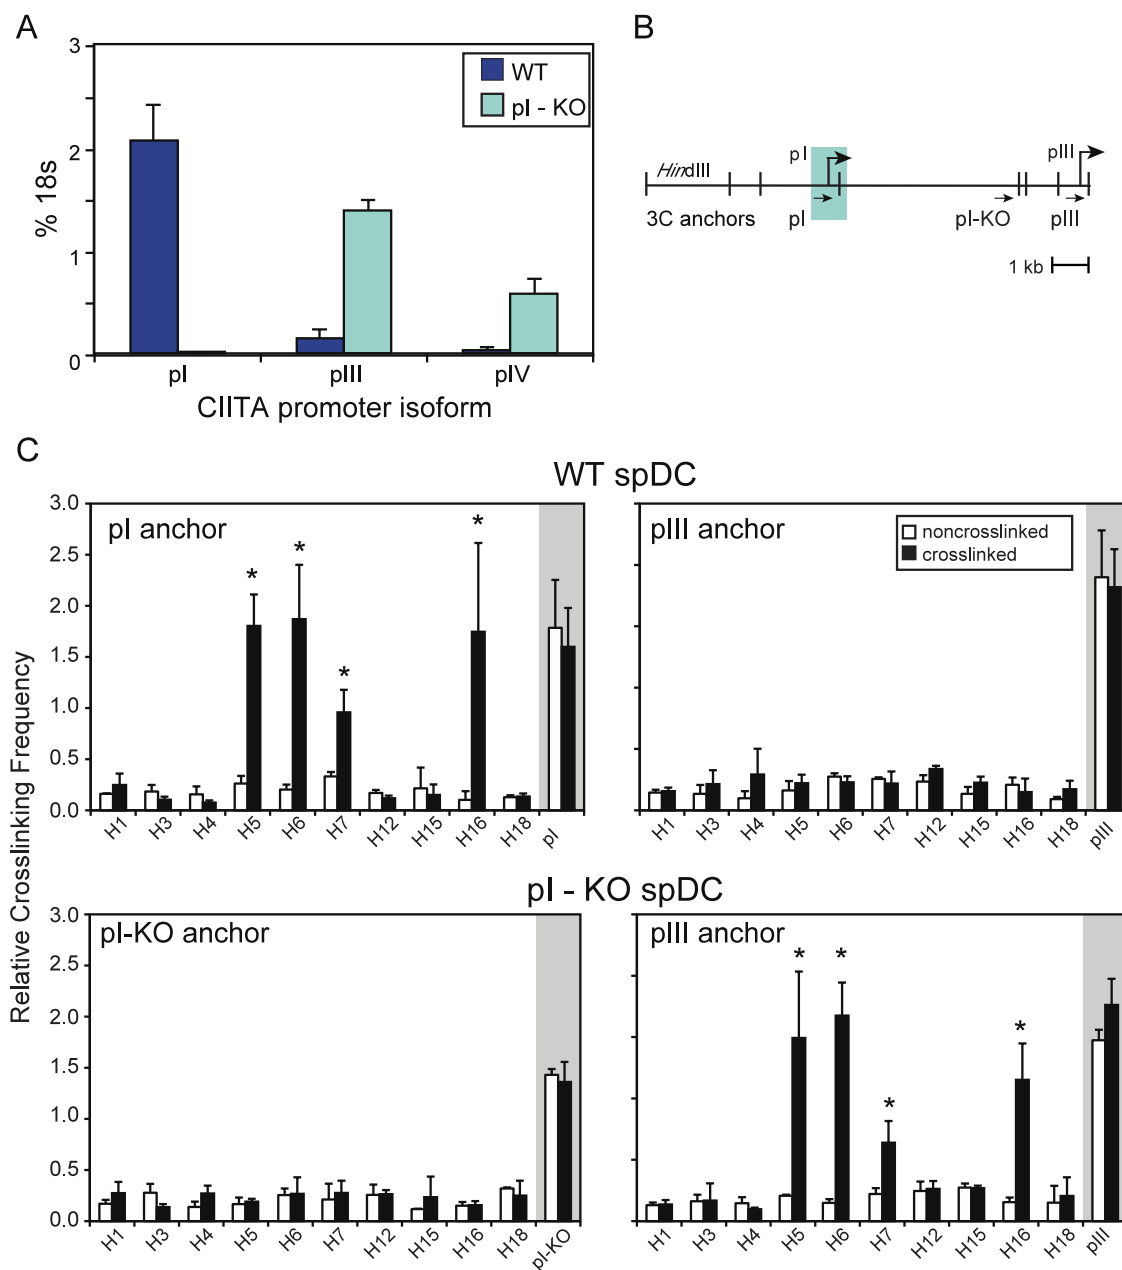 A
3
2
1
0
% 18s
WT
pI - KO
pI
pIII
pIV
CIITA promoter isoform
B
HindIII
pI
pIII
3C anchors
pI
pI-KO
pIII
1 kb
C
WT spDC
Relative Crosslinking Frequency
pI anchor
3.0
2.5
2.0
1.5
1.0
0.5
0.0
* * * *
H1 H3 H4 H5 H6 H7 H12 H15 H16 H18 pI
pIII anchor
noncrosslinked
crosslinked
H1 H3 H4 H5 H6 H7 H12 H15 H16 H18 pIII
pI - KO spDC
pI-KO anchor
3.0
2.5
2.0
1.5
1.0
0.5
0.0
H1 H3 H4 H5 H6 H7 H12 H15 H16 H18 pI-KO
pIII anchor
* * * *
H1 H3 H4 H5 H6 H7 H12 H15 H16 H18 pIII